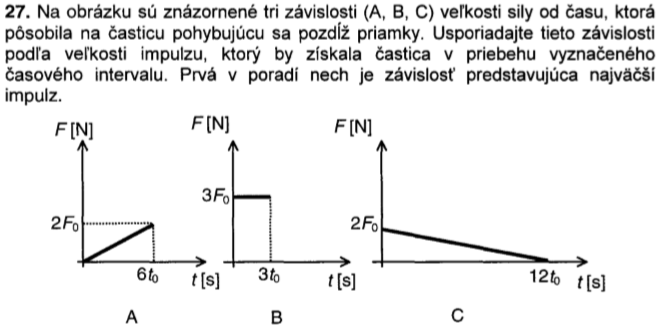 27. Na obrázku sú znázornené tri závislosti (A, B, C) veľkosti sily od času, ktorá
pôsobila na časticu pohybujúcu sa pozdĺž priamky. Usporiadajte tieto závislosti
podľa veľkosti impulzu, ktorý by získala častica v priebehu vyznačeného
časového intervalu. Prvá v poradí nech je závislosť predstavujúca najväčší
impulz.
F [N] F [N] F [N]
3F₀
2F₀ 2F₀
6t₀ t [s] 3t₀ t [s] 12t₀ t [s]
A B C